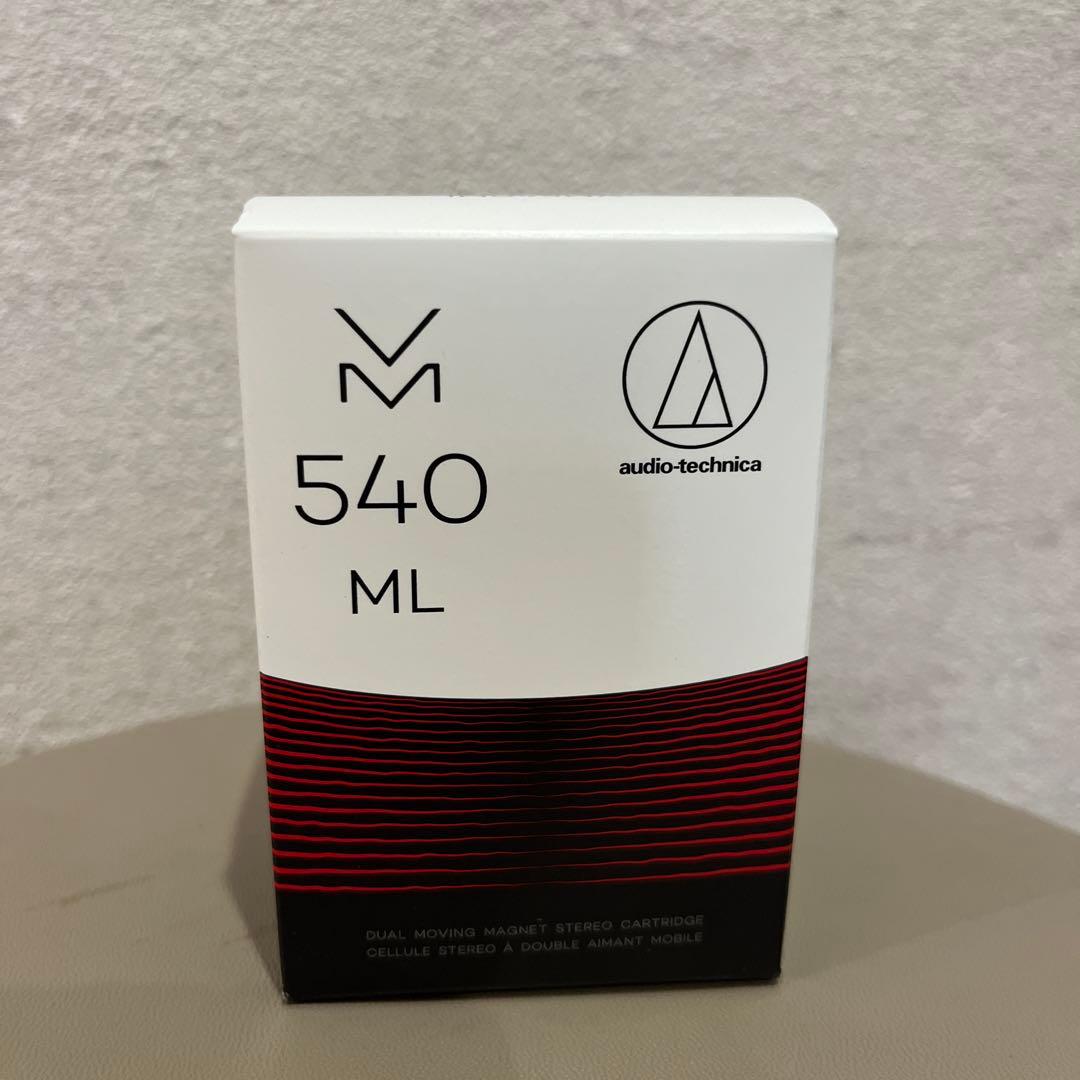 VM
540
ML
audio-technica
DUAL MOVING MAGNET STEREO CARTRIDGE
CELLULE STEREO À DOUBLE AIMANT MOBILE